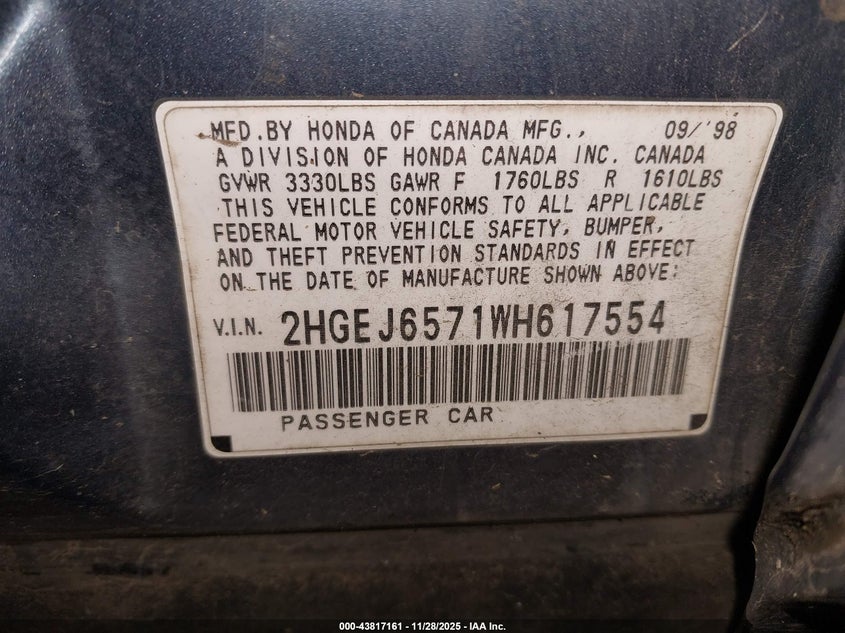 MFD.BY HONDA OF CANADA MFG., 09/'98
A DIVISION OF HONDA CANADA INC. CANADA
GVWR 3330LBS GAWR F 1760LBS R 1610LBS
THIS VEHICLE CONFORMS TO ALL APPLICABLE
FEDERAL MOTOR VEHICLE SAFETY, BUMPER,
AND THEFT PREVENTION STANDARDS IN EFFECT
ON THE DATE OF MANUFACTURE SHOWN ABOVE:
V.I.N. 2HGEJ6571WH617554
PASSENGER CAR
000-43817161 | 11/28/2025 - IAA Inc.